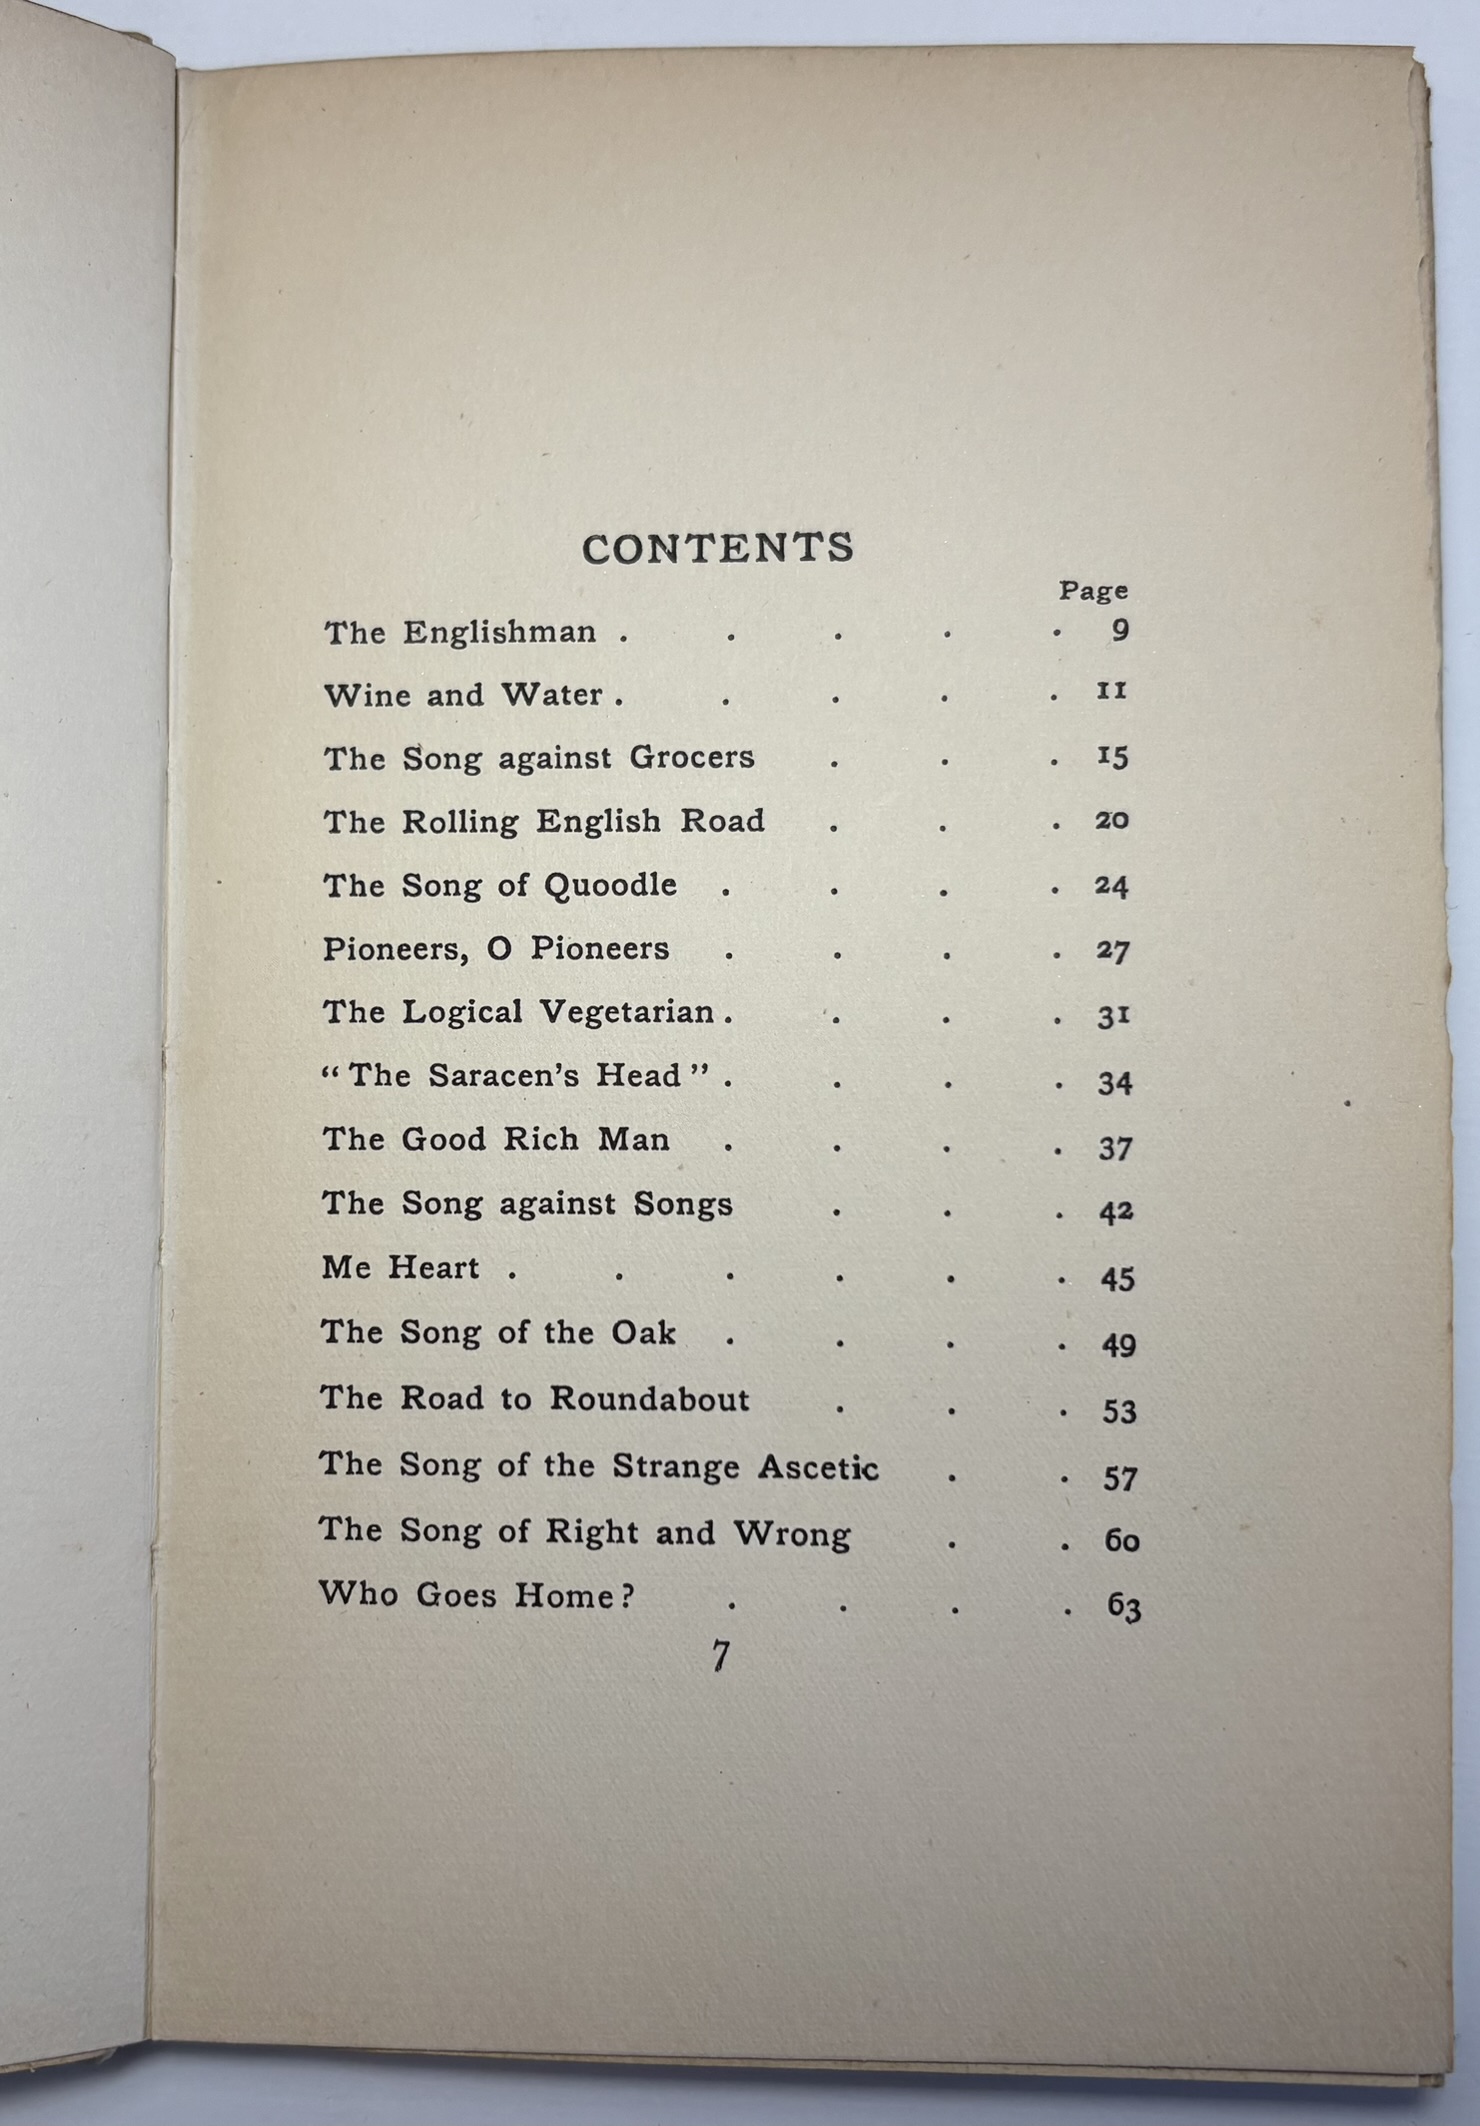 CONTENTS
Page
The Englishman . . . . . 9
Wine and Water . . . . . 11
The Song against Grocers . . . 15
The Rolling English Road . . . 20
The Song of Quoodle . . . . 24
Pioneers, O Pioneers . . . . 27
The Logical Vegetarian . . . . 31
“The Saracen’s Head” . . . . 34
The Good Rich Man . . . . 37
The Song against Songs . . . 42
Me Heart . . . . . . 45
The Song of the Oak . . . . 49
The Road to Roundabout . . . 53
The Song of the Strange Ascetic . . 57
The Song of Right and Wrong . . 60
Who Goes Home? . . . . 63
7